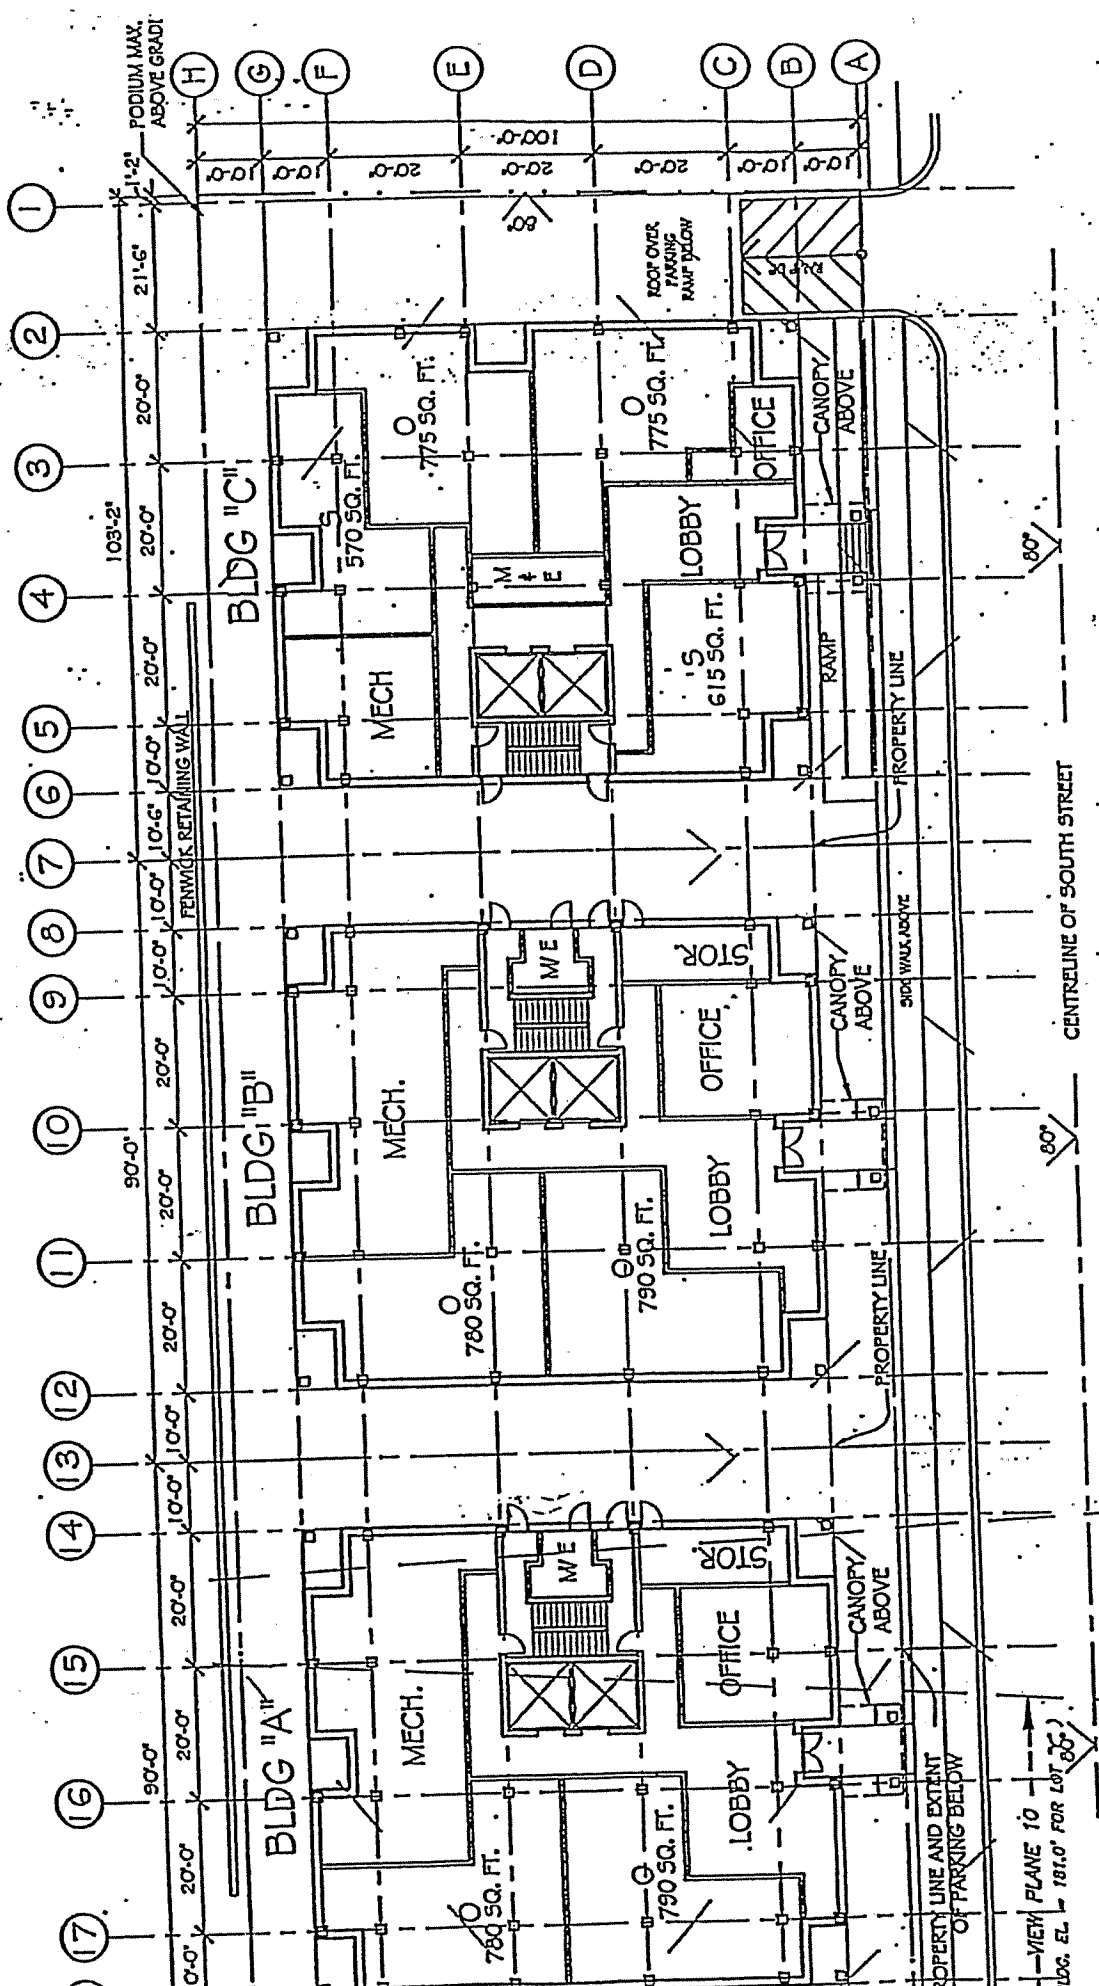 PODIUM MAX.
ABOVE GRADE
H
G
F
E
D
C
B
A
100'-0"
10'-0"
10'-0"
20'-0"
20'-0"
20'-0"
10'-0"
10'-0"
1
2
3
4
5
6
7
8
9
10
11
12
13
14
15
16
17
1'-2"
21'-6"
20'-0"
20'-0"
20'-0"
10'-0"
10'-6"
103'-2"
10'-0"
10'-0"
20'-0"
20'-0"
20'-0"
10'-0"
90'-0"
10'-0"
20'-0"
20'-0"
20'-0"
90'-0"
FENWICK RETAINING WALL
BLDG "C"
80°
ROOF OVER
PARKING
RAMP BELOW
O
775 SQ. FT.
O
775 SQ. FT.
S
570 SQ. FT.
OFFICE
LOBBY
M & E
MECH
S
615 SQ. FT.
CANOPY
ABOVE
RAMP
PROPERTY LINE
80°
CENTRELINE OF SOUTH STREET
BLDG "B"
M/E
STOR.
MECH.
OFFICE
LOBBY
O
780 SQ. FT.
O
790 SQ. FT.
CANOPY
ABOVE
SIDEWALK ABOVE
PROPERTY LINE
80°
BLDG "A"
M/E
STOR.
MECH.
OFFICE
LOBBY
O
780 SQ. FT.
O
790 SQ. FT.
CANOPY
ABOVE
PROPERTY LINE AND EXTENT
OF PARKING BELOW
VIEW PLANE 10
BLDG. EL = 181.0' FOR LOT
80°